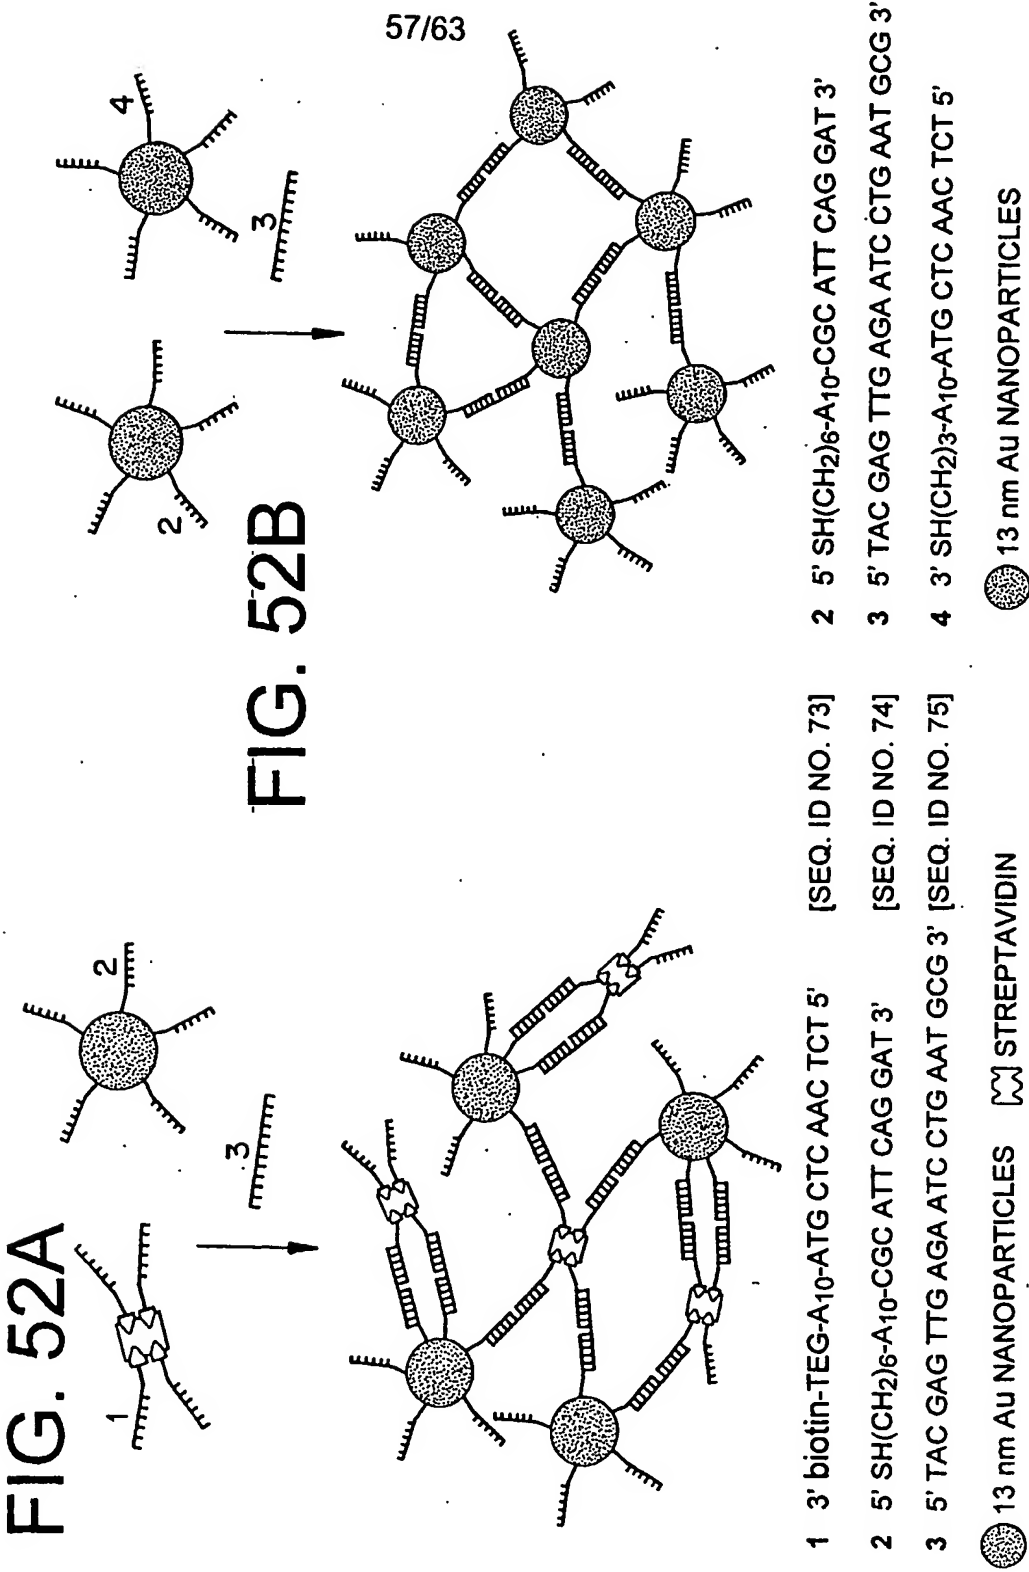 57/63
FIG. 52A
1
2
3
1 3' biotin-TEG-A10-ATG CTC AAC TCT 5' [SEQ. ID NO. 73]
2 5' SH(CH2)6-A10-CGC ATT CAG GAT 3' [SEQ. ID NO. 74]
3 5' TAC GAG TTG AGA ATC CTG AAT GCG 3' [SEQ. ID NO. 75]
13 nm Au NANOPARTICLES STREPTAVIDIN
FIG. 52B
2
4
3
2 5' SH(CH2)6-A10-CGC ATT CAG GAT 3'
3 5' TAC GAG TTG AGA ATC CTG AAT GCG 3'
4 3' SH(CH2)3-A10-ATG CTC AAC TCT 5'
13 nm Au NANOPARTICLES